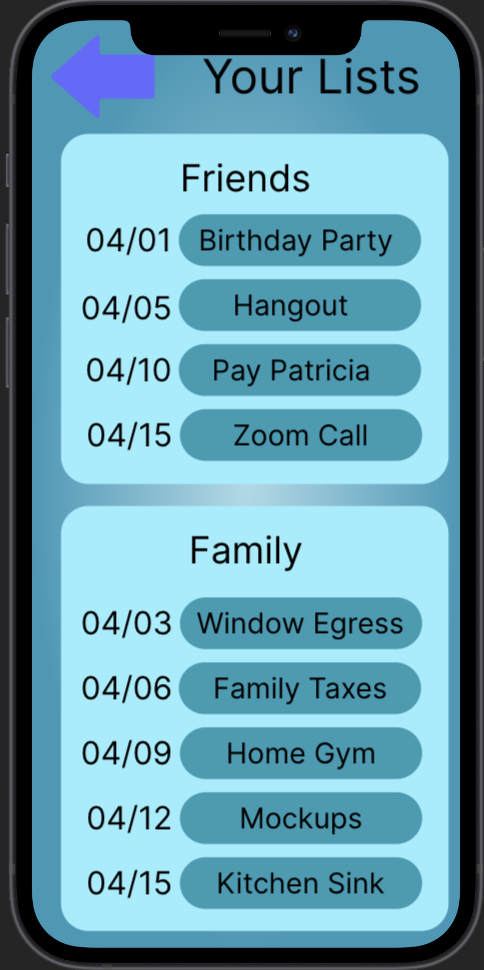 Your Lists
Friends
04/01 Birthday Party
04/05 Hangout
04/10 Pay Patricia
04/15 Zoom Call
Family
04/03 Window Egress
04/06 Family Taxes
04/09 Home Gym
04/12 Mockups
04/15 Kitchen Sink